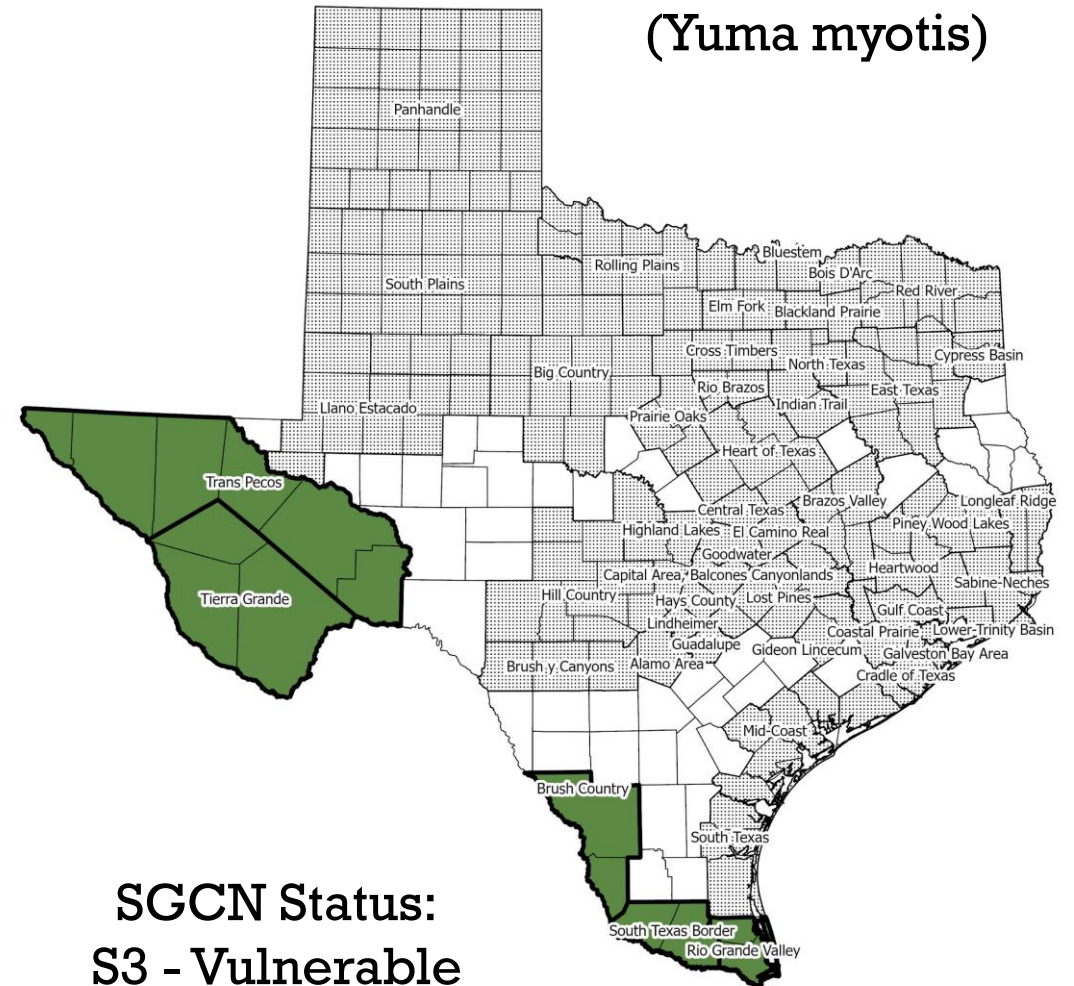 (Yuma myotis)
Panhandle
Bluestem
Rolling Plains
Bois D'Arc
South Plains
Red River
Elm Fork
Blackland Prairie
Cross Timbers
North Texas
Cypress Basin
Big Country
Rio Brazos
East Texas
Llano Estacado
Indian Trail
Prairie Oaks
Heart of Texas
Trans Pecos
Brazos Valley
Longleaf Ridge
Central Texas
Piney Wood Lakes
Highland Lakes
El Camino Real
Goodwater
Heartwood
Capital Area
Balcones Canyonlands
Sabine-Neches
Hill Country
Tierra Grande
Hays County
Lost Pines
Gulf Coast
Lindheimer
Coastal Prairie
Lower-Trinity Basin
Guadalupe
Gideon Lincecum
Galveston Bay Area
Brush y Canyons
Alamo Area
Cradle of Texas
Mid-Coast
Brush Country
South Texas
SGCN Status:
South Texas Border
Rio Grande Valley
S3 - Vulnerable